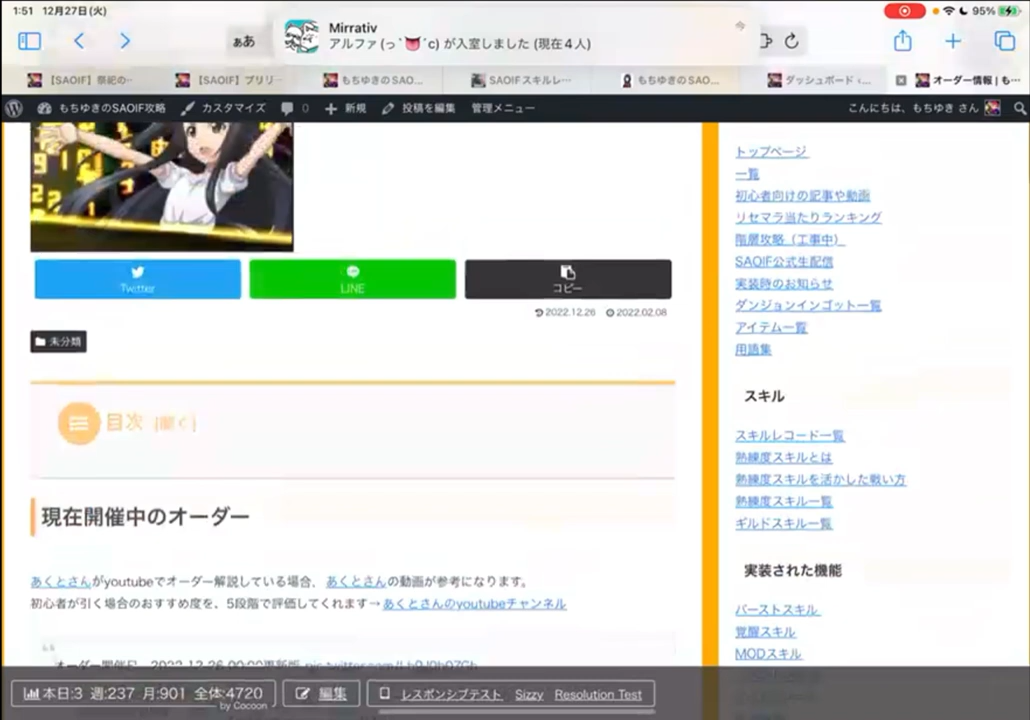 1:51 12月27日(火)
95%
Mirrativ
アルファ (っ˙👅˙c) が入室しました (現在４人)
ぁあ
【SAOIF】祭紀の…
【SAOIF】プリリ…
もちゆきのSAO…
SAOIFスキルレ…
もちゆきのSAO…
ダッシュボード ‹…
オーダー情報 | も…
もちゆきのSAOIF攻略 カスタマイズ 0 新規 投稿を編集 管理メニュー
こんにちは、もちゆき さん
Twitter
LINE
コピー
2022.12.26 2022.02.08
未分類
目次 [開く]
現在開催中のオーダー
あくとさんがyoutubeでオーダー解説している場合、あくとさんの動画が参考になります。
初心者が引く場合のおすすめ度を、5段階で評価してくれます→あくとさんのyoutubeチャンネル
トップページ
一覧
初心者向けの記事や動画
リセマラ当たりランキング
階層攻略（工事中）
SAOIF公式生配信
実装時のお知らせ
ダンジョンインゴット一覧
アイテム一覧
用語集
スキル
スキルレコード一覧
熟練度スキルとは
熟練度スキルを活かした戦い方
熟練度スキル一覧
ギルドスキル一覧
実装された機能
バーストスキル
覚醒スキル
MODスキル
本日:3 週:237 月:901 全体:4720
by Cocoon
編集
レスポンシブテスト Sizzy Resolution Test